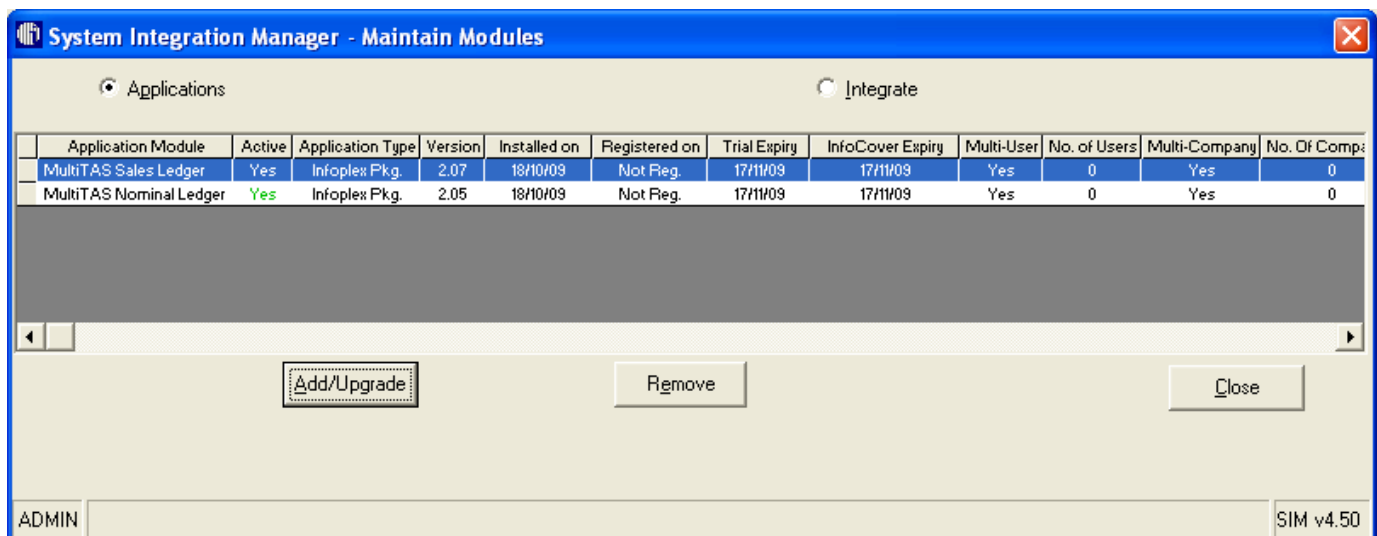 System Integration Manager - Maintain Modules
Applications Integrate
Application Module Active Application Type Version Installed on Registered on Trial Expiry InfoCover Expiry Multi-User No. of Users Multi-Company No. Of Compa
MultiTAS Sales Ledger Yes Infoplex Pkg. 2.07 18/10/09 Not Reg. 17/11/09 17/11/09 Yes 0 Yes 0
MultiTAS Nominal Ledger Yes Infoplex Pkg. 2.05 18/10/09 Not Reg. 17/11/09 17/11/09 Yes 0 Yes 0
Add/Upgrade Remove Close
ADMIN SIM v4.50